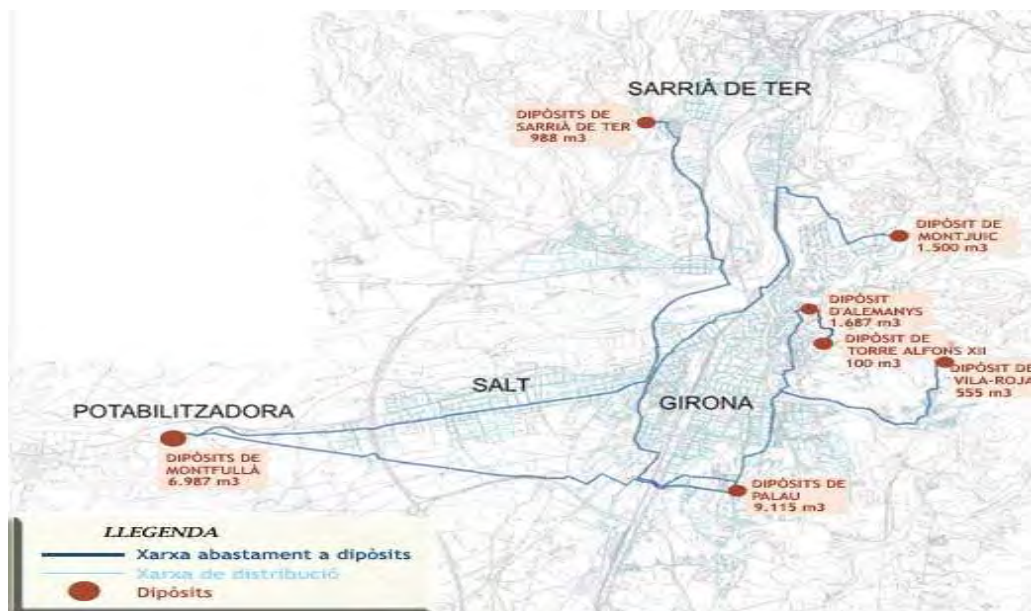 SARRIÀ DE TER
DIPÒSITS DE
SARRIÀ DE TER
988 m3
DIPÒSIT DE
MONTJUIC
1.500 m3
DIPÒSIT
D'ALEMANYS
1.687 m3
DIPÒSIT DE
TORRE ALFONS XII
100 m3
DIPÒSIT DE
VILA-ROJA
555 m3
SALT
GIRONA
POTABILITZADORA
DIPÒSITS DE
MONTFULLÀ
6.987 m3
DIPÒSITS DE
PALAU
9.115 m3
LLEGENDA
Xarxa abastament a dipòsits
Xarxa de distribució
Dipòsits